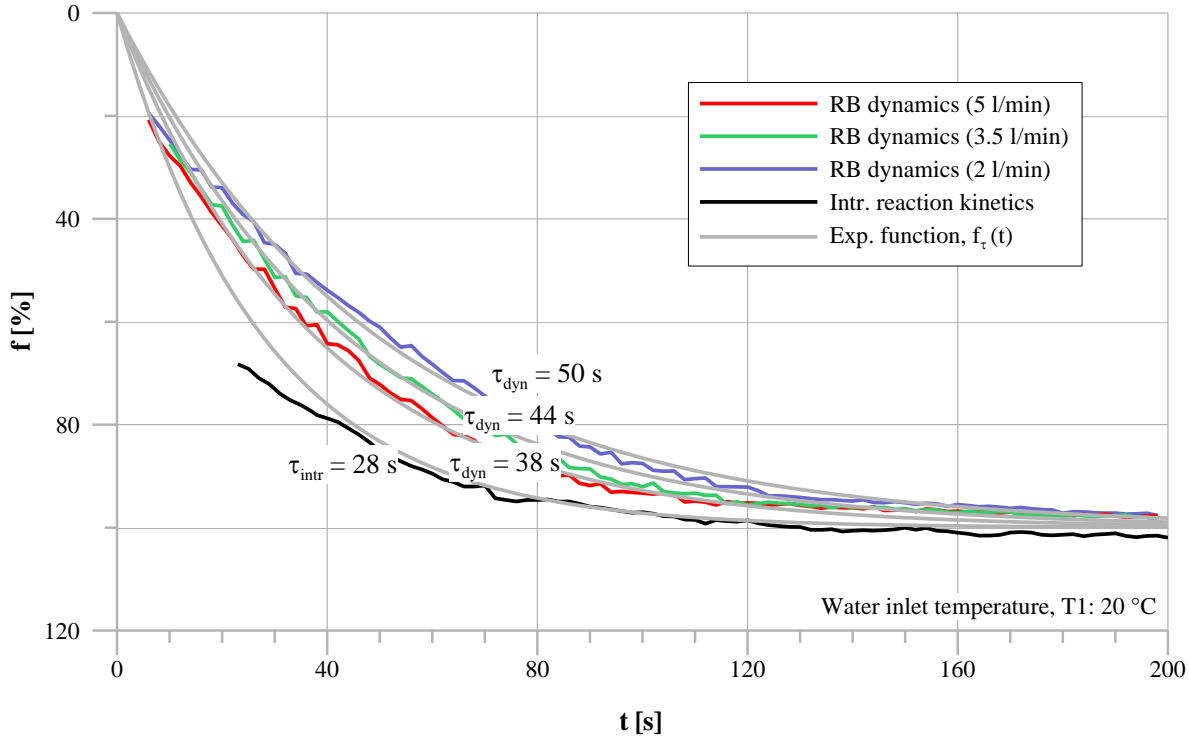 0
40
80
120
f [%]
RB dynamics (5 l/min)
RB dynamics (3.5 l/min)
RB dynamics (2 l/min)
Intr. reaction kinetics
Exp. function, fτ(t)
τdyn = 50 s
τdyn = 44 s
τintr = 28 s
τdyn = 38 s
Water inlet temperature, T1: 20 °C
0 40 80 120 160 200
t [s]